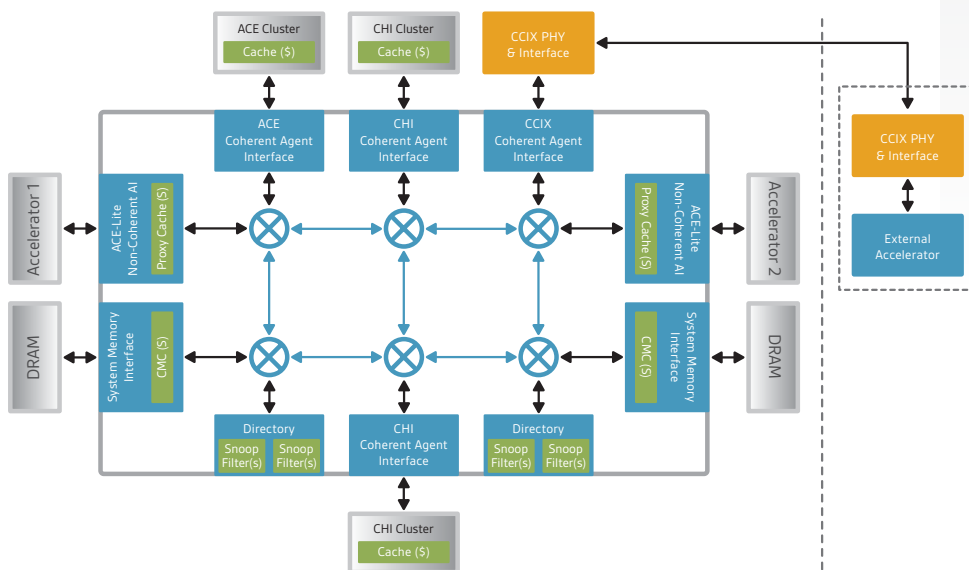 ACE Cluster
Cache ($)
CHI Cluster
Cache ($)
CCIX PHY
& Interface
ACE
Coherent Agent
Interface
CHI
Coherent Agent
Interface
CCIX
Coherent Agent
Interface
CCIX PHY
& Interface
External
Accelerator
Accelerator 1
ACE-Lite
Non-Coherent AI
Proxy Cache (S)
Proxy Cache (S)
ACE-Lite
Non-Coherent AI
Accelerator 2
DRAM
System Memory
Interface
CMC (S)
CMC (S)
System Memory
Interface
DRAM
Directory
Snoop
Filter(s)
Snoop
Filter(s)
CHI
Coherent Agent
Interface
Directory
Snoop
Filter(s)
Snoop
Filter(s)
CHI Cluster
Cache ($)